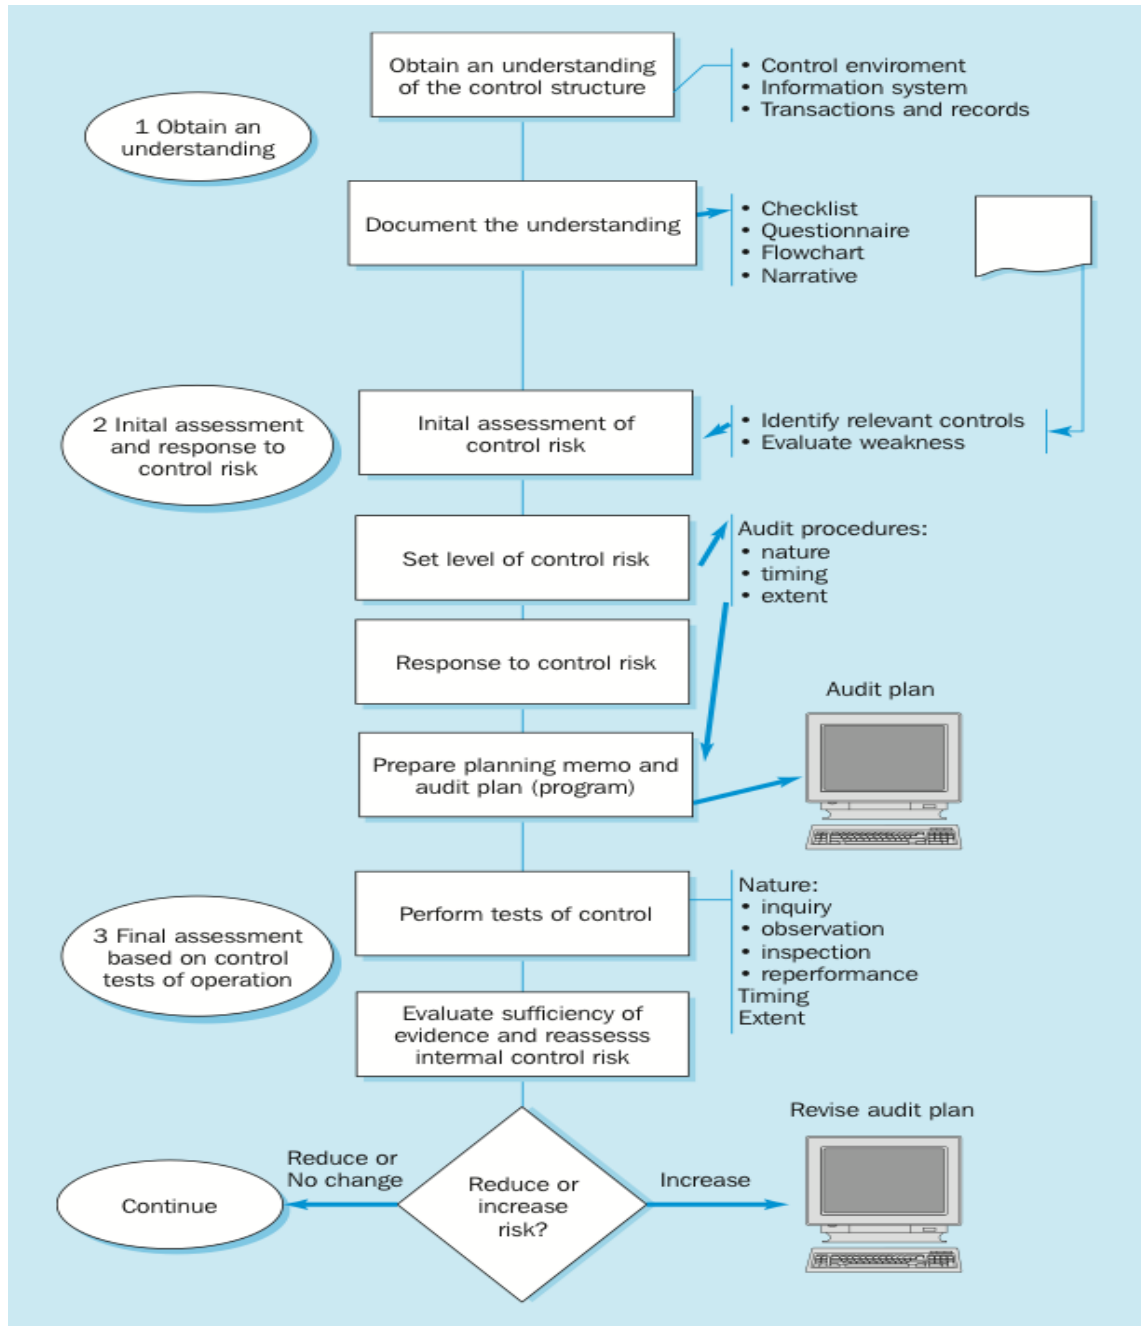 Obtain an understanding
of the control structure
• Control enviroment
• Information system
• Transactions and records
1 Obtain an
understanding
Document the understanding
• Checklist
• Questionnaire
• Flowchart
• Narrative
2 Inital assessment
and response to
control risk
Inital assessment of
control risk
• Identify relevant controls
• Evaluate weakness
Set level of control risk
Audit procedures:
• nature
• timing
• extent
Response to control risk
Audit plan
Prepare planning memo and
audit plan (program)
3 Final assessment
based on control
tests of operation
Perform tests of control
Nature:
• inquiry
• observation
• inspection
• reperformance
Timing
Extent
Evaluate sufficiency of
evidence and reassesss
intermal control risk
Revise audit plan
Reduce or
No change
Continue
Reduce or
increase
risk?
Increase